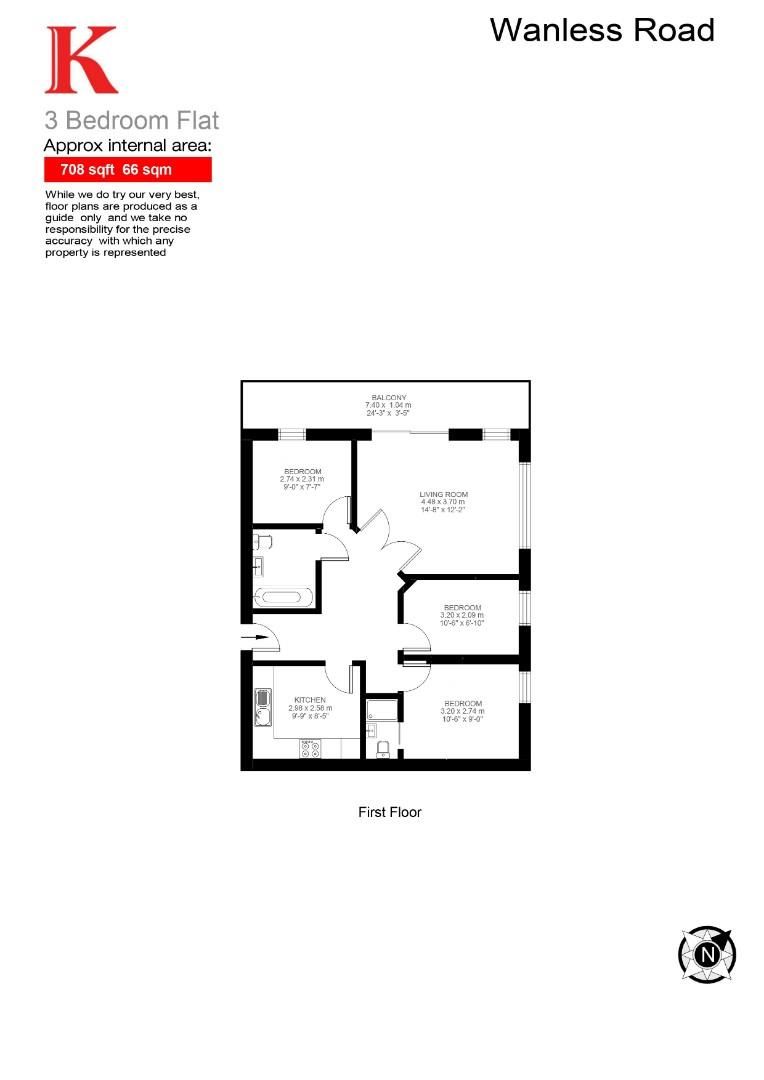 Wanless Road
K
3 Bedroom Flat
Approx internal area:
708 sqft 66 sqm
While we do try our very best,
floor plans are produced as a
guide only and we take no
responsibility for the precise
accuracy with which any
property is represented
BALCONY
7.40 x 1.04 m
24'-3" x 3'-5"
BEDROOM
2.74 x 2.31 m
9'-0" x 7'-7"
LIVING ROOM
4.48 x 3.70 m
14'-8" x 12'-2"
BEDROOM
3.20 x 2.09 m
10'-6" x 6'-10"
KITCHEN
2.98 x 2.56 m
9'-9" x 8'-5"
BEDROOM
3.20 x 2.74 m
10'-6" x 9'-0"
First Floor
N